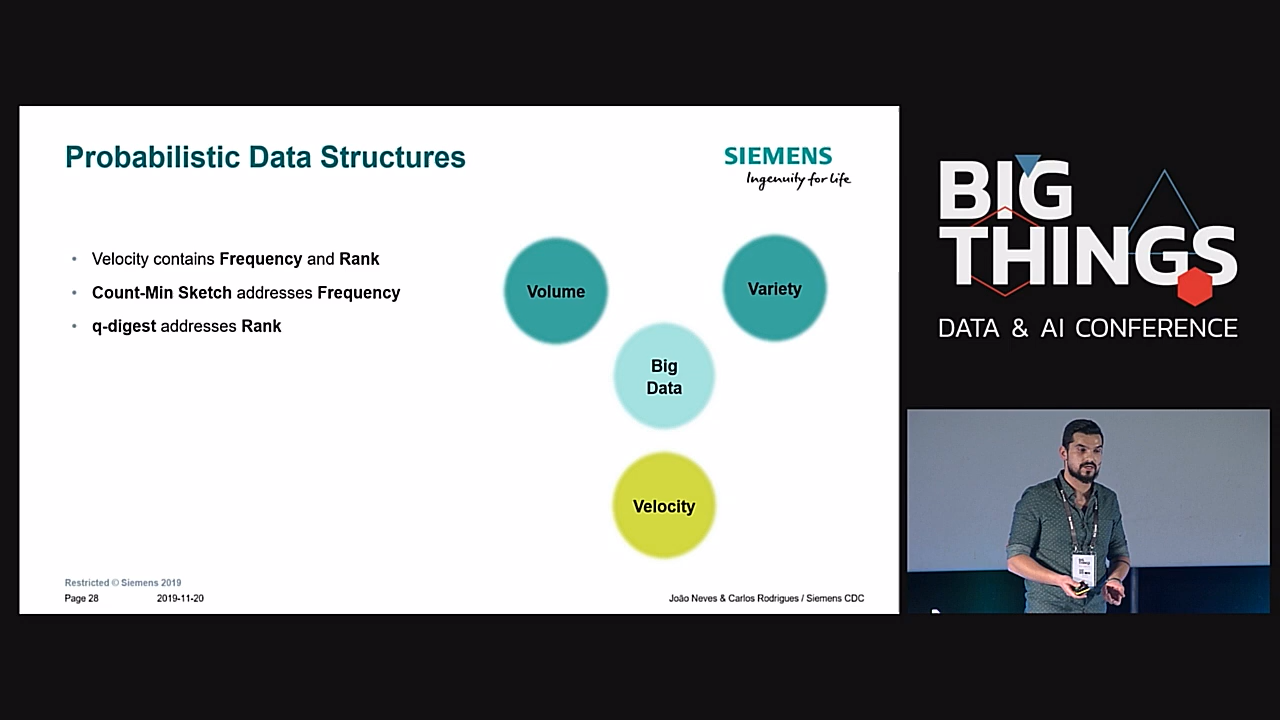 Probabilistic Data Structures
SIEMENS
Ingenuity for life
• Velocity contains Frequency and Rank
• Count-Min Sketch addresses Frequency
• q-digest addresses Rank
Volume
Variety
Big
Data
Velocity
Restricted © Siemens 2019
Page 28
2019-11-20
João Neves & Carlos Rodrigues / Siemens CDC
BIG
THINGS
DATA & AI CONFERENCE